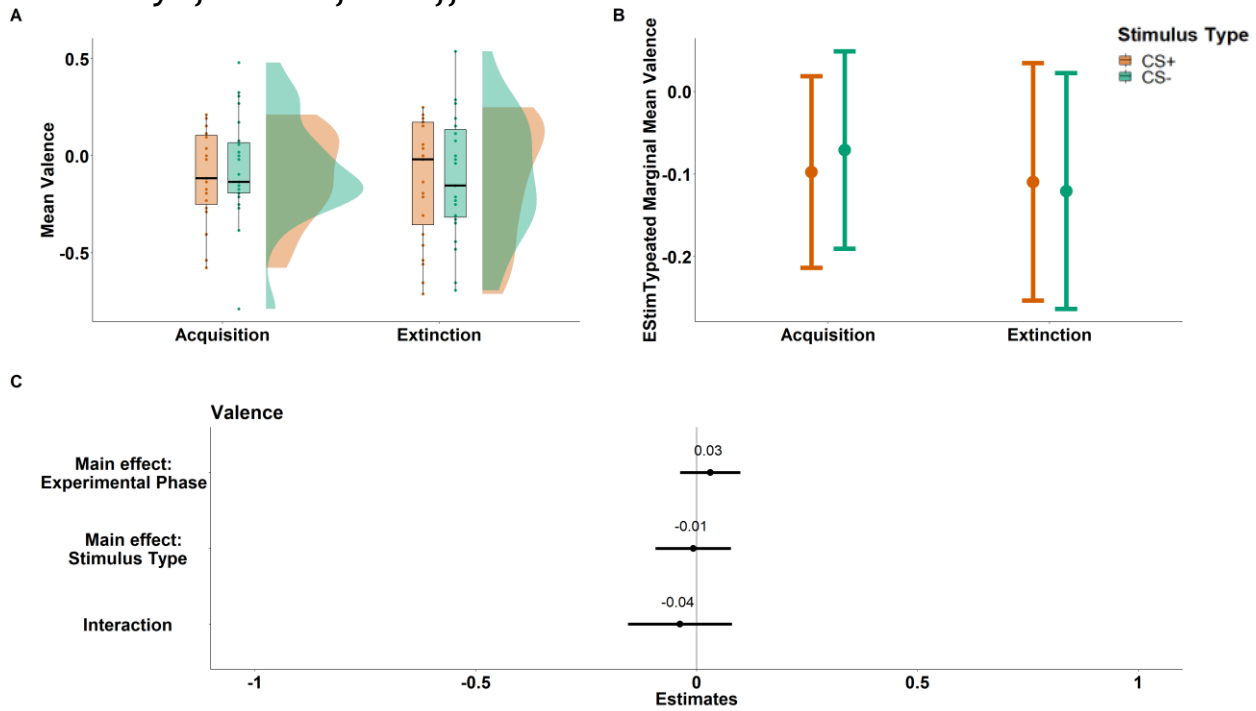 A
B
Stimulus Type
CS+
CS-
Mean Valence
0.5
0.0
-0.5
Acquisition
Extinction
EStimTypeated Marginal Mean Valence
0.0
-0.1
-0.2
Acquisition
Extinction
C
Valence
Main effect:
Experimental Phase
Main effect:
Stimulus Type
Interaction
0.03
-0.01
-0.04
-1
-0.5
0
0.5
1
Estimates